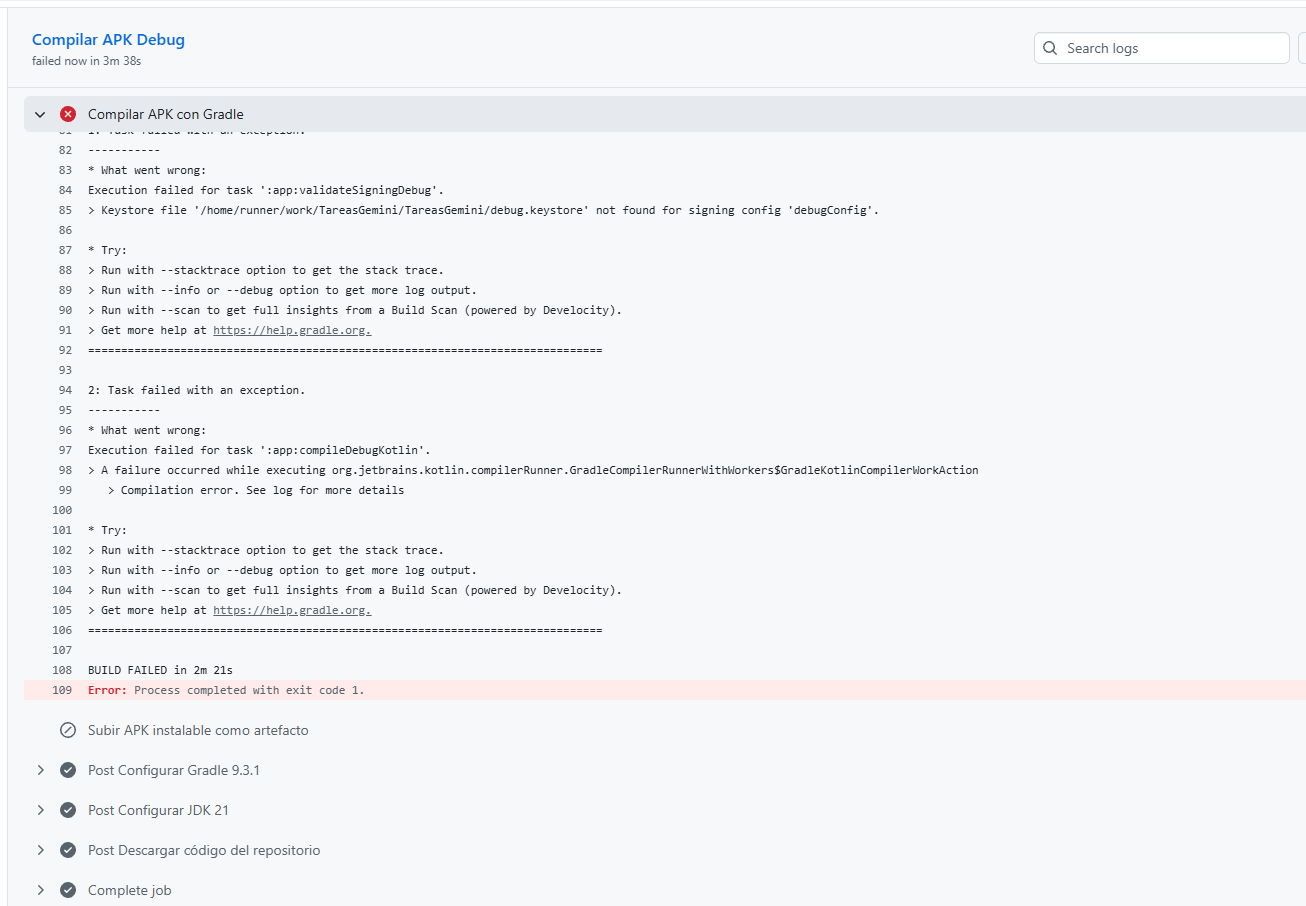 Compilar APK Debug
failed now in 3m 38s
Search logs
Compilar APK con Gradle
81 1: Task failed with an exception.
82 -----------
83 * What went wrong:
84 Execution failed for task ':app:validateSigningDebug'.
85 > Keystore file '/home/runner/work/TareasGemini/TareasGemini/debug.keystore' not found for signing config 'debugConfig'.
86
87 * Try:
88 > Run with --stacktrace option to get the stack trace.
89 > Run with --info or --debug option to get more log output.
90 > Run with --scan to get full insights from a Build Scan (powered by Develocity).
91 > Get more help at https://help.gradle.org.
92 ==============================================================================
93
94 2: Task failed with an exception.
95 -----------
96 * What went wrong:
97 Execution failed for task ':app:compileDebugKotlin'.
98 > A failure occurred while executing org.jetbrains.kotlin.compilerRunner.GradleCompilerRunnerWithWorkers$GradleKotlinCompilerWorkAction
99 > Compilation error. See log for more details
100
101 * Try:
102 > Run with --stacktrace option to get the stack trace.
103 > Run with --info or --debug option to get more log output.
104 > Run with --scan to get full insights from a Build Scan (powered by Develocity).
105 > Get more help at https://help.gradle.org.
106 ==============================================================================
107
108 BUILD FAILED in 2m 21s
109 Error: Process completed with exit code 1.
Subir APK instalable como artefacto
Post Configurar Gradle 9.3.1
Post Configurar JDK 21
Post Descargar código del repositorio
Complete job